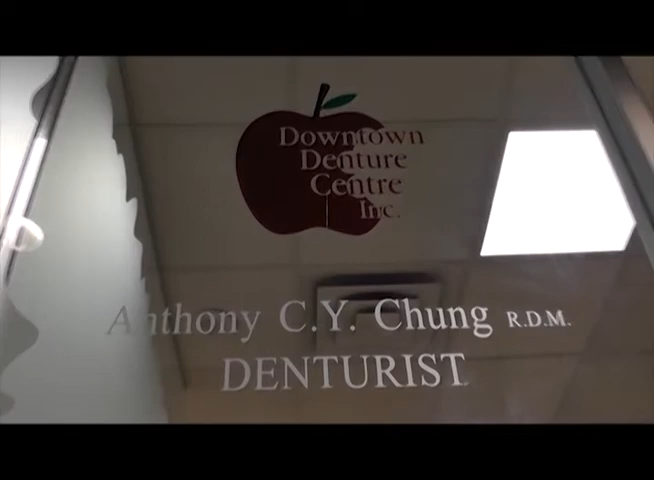 Downtown
Denture
Centre
Inc.
Anthony C.Y. Chung R.D.M.
DENTURIST